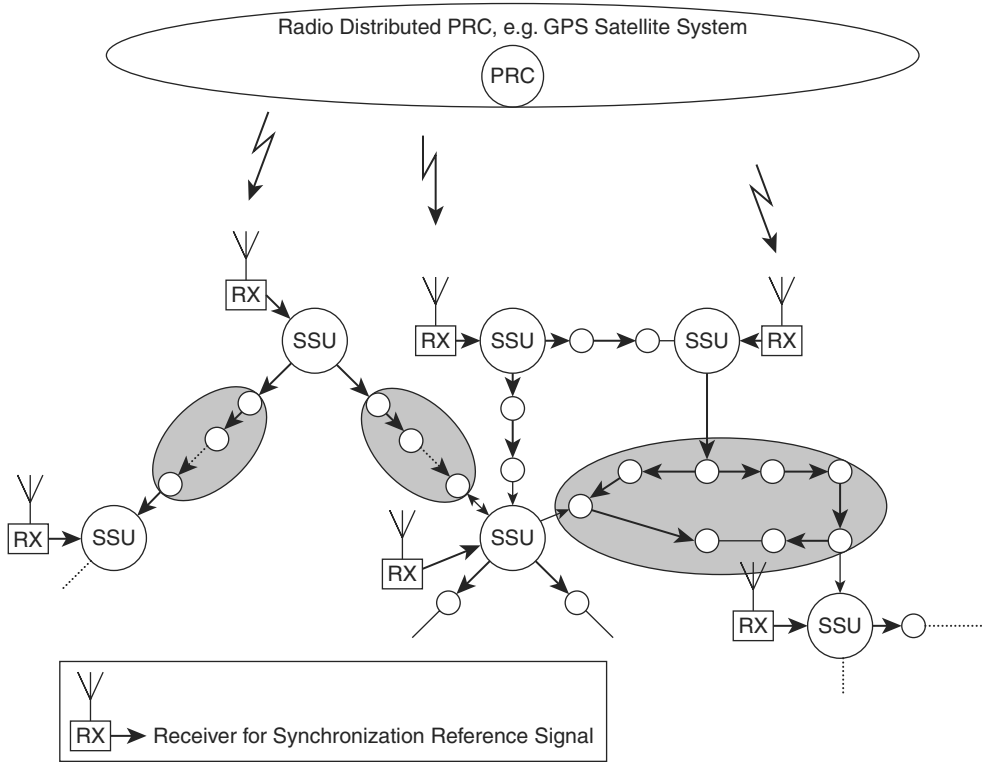 Radio Distributed PRC, e.g. GPS Satellite System
PRC
RX
SSU
RX
SSU
SSU
RX
RX
SSU
RX
SSU
RX
SSU
RX
Receiver for Synchronization Reference Signal